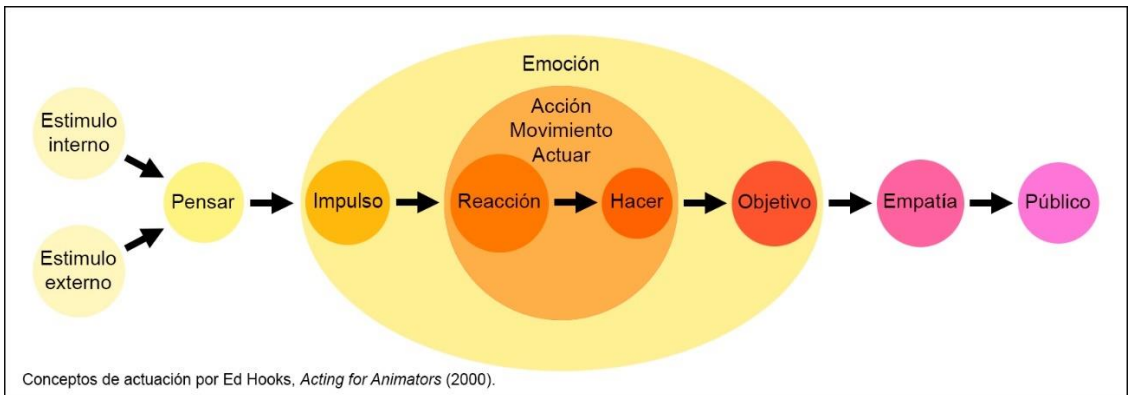 Emoción
Acción
Movimiento
Actuar
Estimulo
interno
Pensar
Impulso
Reacción
Hacer
Objetivo
Empatía
Público
Estimulo
externo
Conceptos de actuación por Ed Hooks, Acting for Animators (2000).